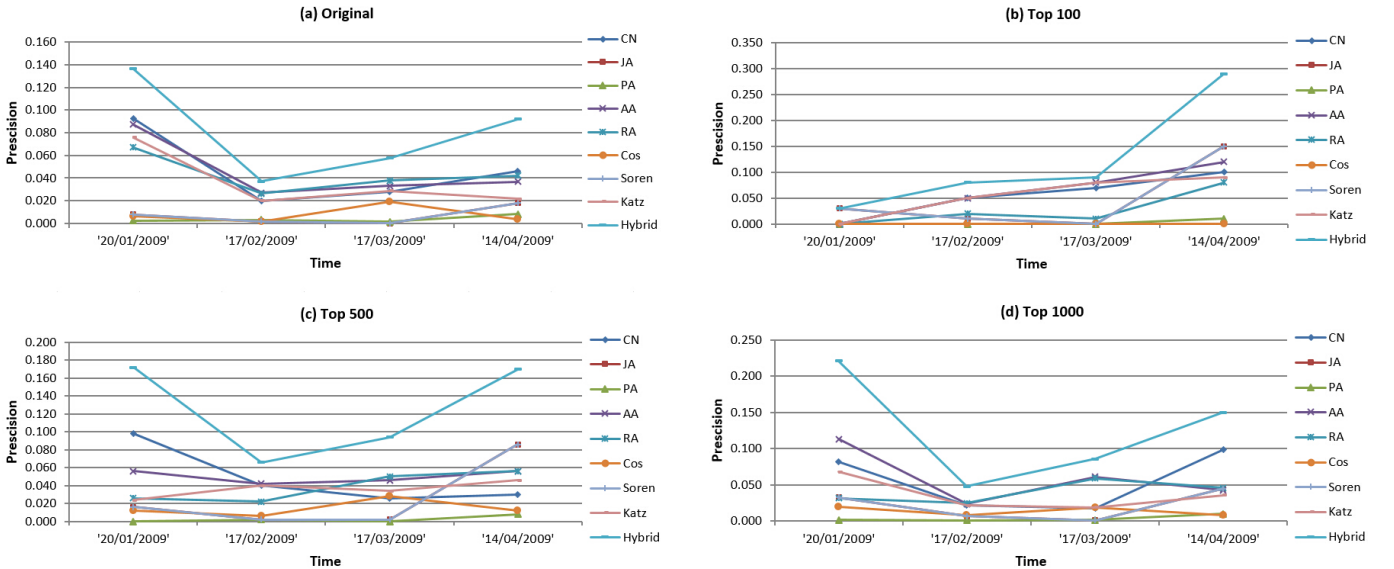 (a) Original
0.160
0.140
0.120
0.100
0.080
0.060
0.040
0.020
0.000
Prescision
'20/01/2009' '17/02/2009' '17/03/2009' '14/04/2009'
Time
CN
JA
PA
AA
RA
Cos
Soren
Katz
Hybrid
(b) Top 100
0.350
0.300
0.250
0.200
0.150
0.100
0.050
0.000
Prescision
'20/01/2009' '17/02/2009' '17/03/2009' '14/04/2009'
Time
CN
JA
PA
AA
RA
Cos
Soren
Katz
Hybrid
(c) Top 500
0.200
0.180
0.160
0.140
0.120
0.100
0.080
0.060
0.040
0.020
0.000
Prescision
'20/01/2009' '17/02/2009' '17/03/2009' '14/04/2009'
Time
CN
JA
PA
AA
RA
Cos
Soren
Katz
Hybrid
(d) Top 1000
0.250
0.200
0.150
0.100
0.050
0.000
Prescision
'20/01/2009' '17/02/2009' '17/03/2009' '14/04/2009'
Time
CN
JA
PA
AA
RA
Cos
Soren
Katz
Hybrid